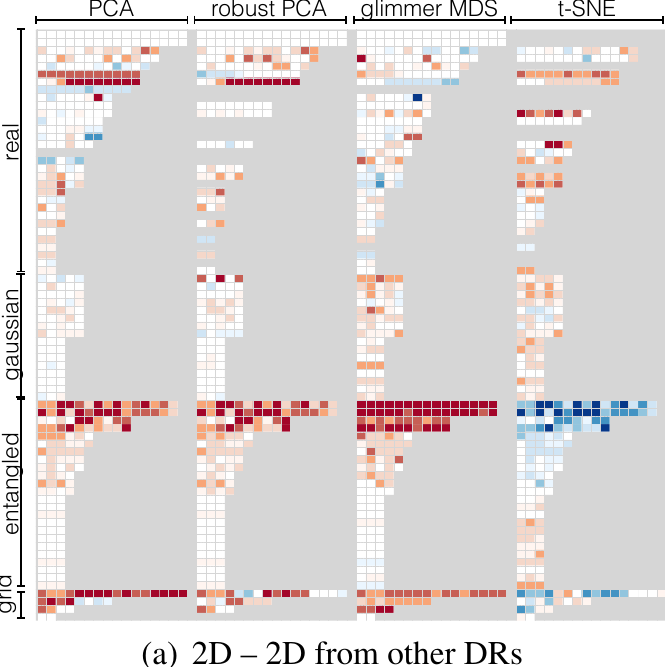 PCA robust PCA glimmer MDS t-SNE
real
gaussian
entangled
grid
(a) 2D – 2D from other DRs